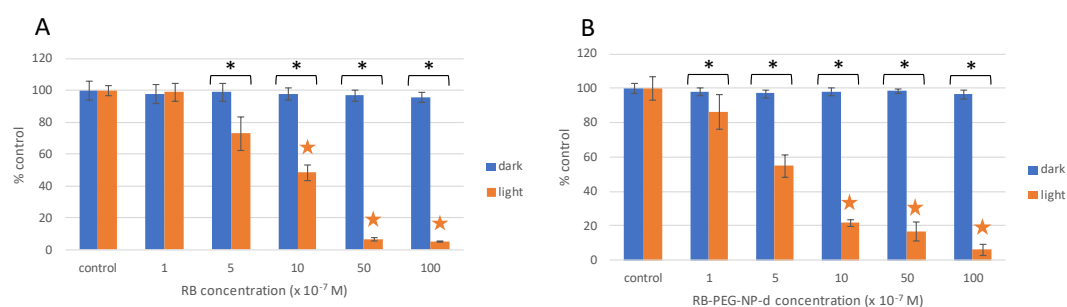 A
* * * *
120
100
80
60
40
20
0
% control
control 1 5 10 50 100
RB concentration (x 10⁻⁷ M)
dark
light
B
* * * * *
120
100
80
60
40
20
0
% control
control 1 5 10 50 100
RB-PEG-NP-d concentration (x 10⁻⁷ M)
dark
light